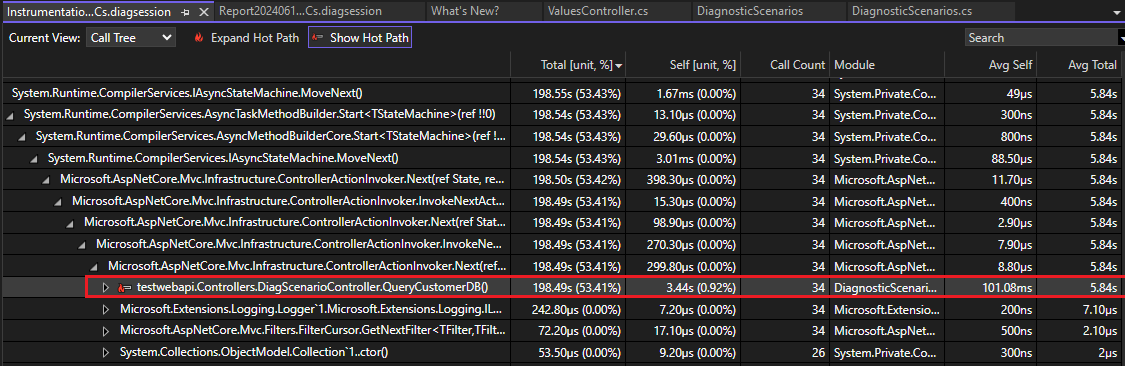 Instrumentatio...Cs.diagsession Report2024061...Cs.diagsession What's New? ValuesController.cs DiagnosticScenarios DiagnosticScenarios.cs
Current View: Call Tree Expand Hot Path Show Hot Path Search
Total [unit, %] Self [unit, %] Call Count Module Avg Self Avg Total
System.Runtime.CompilerServices.IAsyncStateMachine.MoveNext() 198.55s (53.43%) 1.67ms (0.00%) 34 System.Private.Co... 49µs 5.84s
System.Runtime.CompilerServices.AsyncTaskMethodBuilder.Start<TStateMachine>(ref !!0) 198.54s (53.43%) 13.10µs (0.00%) 34 System.Private.Co... 300ns 5.84s
System.Runtime.CompilerServices.AsyncMethodBuilderCore.Start<TStateMachine>(ref !... 198.54s (53.43%) 29.60µs (0.00%) 34 System.Private.Co... 800ns 5.84s
System.Runtime.CompilerServices.IAsyncStateMachine.MoveNext() 198.54s (53.43%) 3.01ms (0.00%) 34 System.Private.Co... 88.50µs 5.84s
Microsoft.AspNetCore.Mvc.Infrastructure.ControllerActionInvoker.Next(ref State, re... 198.50s (53.42%) 398.30µs (0.00%) 34 Microsoft.AspNet... 11.70µs 5.84s
Microsoft.AspNetCore.Mvc.Infrastructure.ControllerActionInvoker.InvokeNextAct... 198.49s (53.41%) 15.30µs (0.00%) 34 Microsoft.AspNet... 400ns 5.84s
Microsoft.AspNetCore.Mvc.Infrastructure.ControllerActionInvoker.Next(ref Stat... 198.49s (53.41%) 98.90µs (0.00%) 34 Microsoft.AspNet... 2.90µs 5.84s
Microsoft.AspNetCore.Mvc.Infrastructure.ControllerActionInvoker.InvokeNe... 198.49s (53.41%) 270.30µs (0.00%) 34 Microsoft.AspNet... 7.90µs 5.84s
Microsoft.AspNetCore.Mvc.Infrastructure.ControllerActionInvoker.Next(ref... 198.49s (53.41%) 299.80µs (0.00%) 34 Microsoft.AspNet... 8.80µs 5.84s
testwebapi.Controllers.DiagScenarioController.QueryCustomerDB() 198.49s (53.41%) 3.44s (0.92%) 34 DiagnosticScenari... 101.08ms 5.84s
Microsoft.Extensions.Logging.Logger`1.Microsoft.Extensions.Logging.IL... 242.80µs (0.00%) 7.20µs (0.00%) 34 Microsoft.Extensio... 200ns 7.10µs
Microsoft.AspNetCore.Mvc.Filters.FilterCursor.GetNextFilter<TFilter,TFilt... 72.20µs (0.00%) 17.10µs (0.00%) 34 Microsoft.AspNet... 500ns 2.10µs
System.Collections.ObjectModel.Collection`1..ctor() 53.50µs (0.00%) 9.20µs (0.00%) 26 System.Private.Co... 300ns 2µs